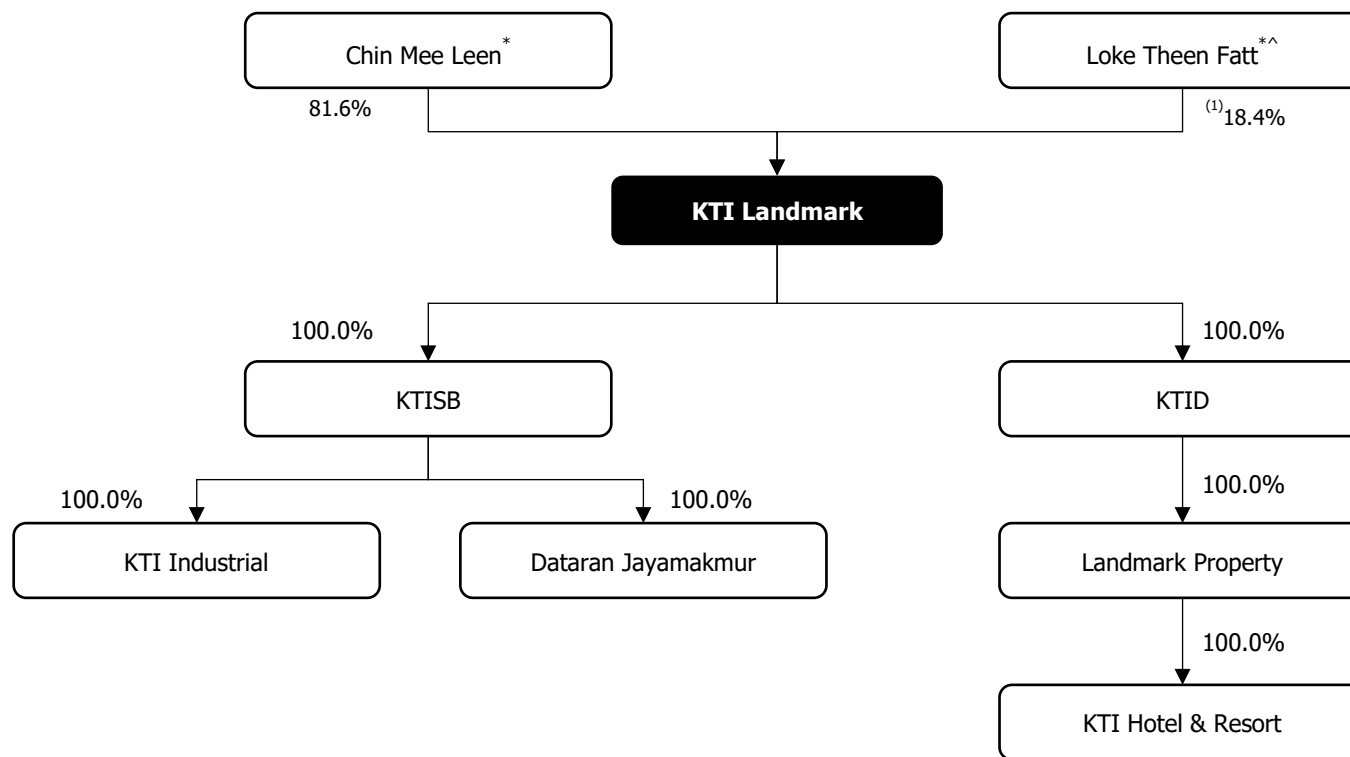 Chin Mee Leen*
Loke Theen Fatt*^
81.6%
(1)18.4%
KTI Landmark
100.0%
100.0%
KTISB
KTID
100.0%
100.0%
100.0%
KTI Industrial
Dataran Jayamakmur
Landmark Property
100.0%
KTI Hotel & Resort